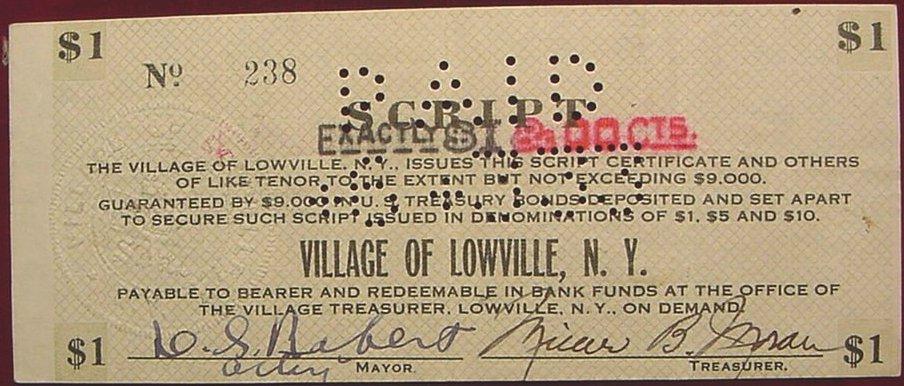 $1 $1
Nº 238
PAID
SCRIPT
EXACTLY $1 and 00 CTS.
THE VILLAGE OF LOWVILLE, N. Y., ISSUES THIS SCRIPT CERTIFICATE AND OTHERS
OF LIKE TENOR TO THE EXTENT BUT NOT EXCEEDING $9.000.
GUARANTEED BY $9.000 IN U. S. TREASURY BONDS DEPOSITED AND SET APART
TO SECURE SUCH SCRIPT ISSUED IN DENOMINATIONS OF $1, $5 AND $10.
VILLAGE OF LOWVILLE, N. Y.
PAYABLE TO BEARER AND REDEEMABLE IN BANK FUNDS AT THE OFFICE OF
THE VILLAGE TREASURER, LOWVILLE, N. Y., ON DEMAND
$1 $1
MAYOR. TREASURER.